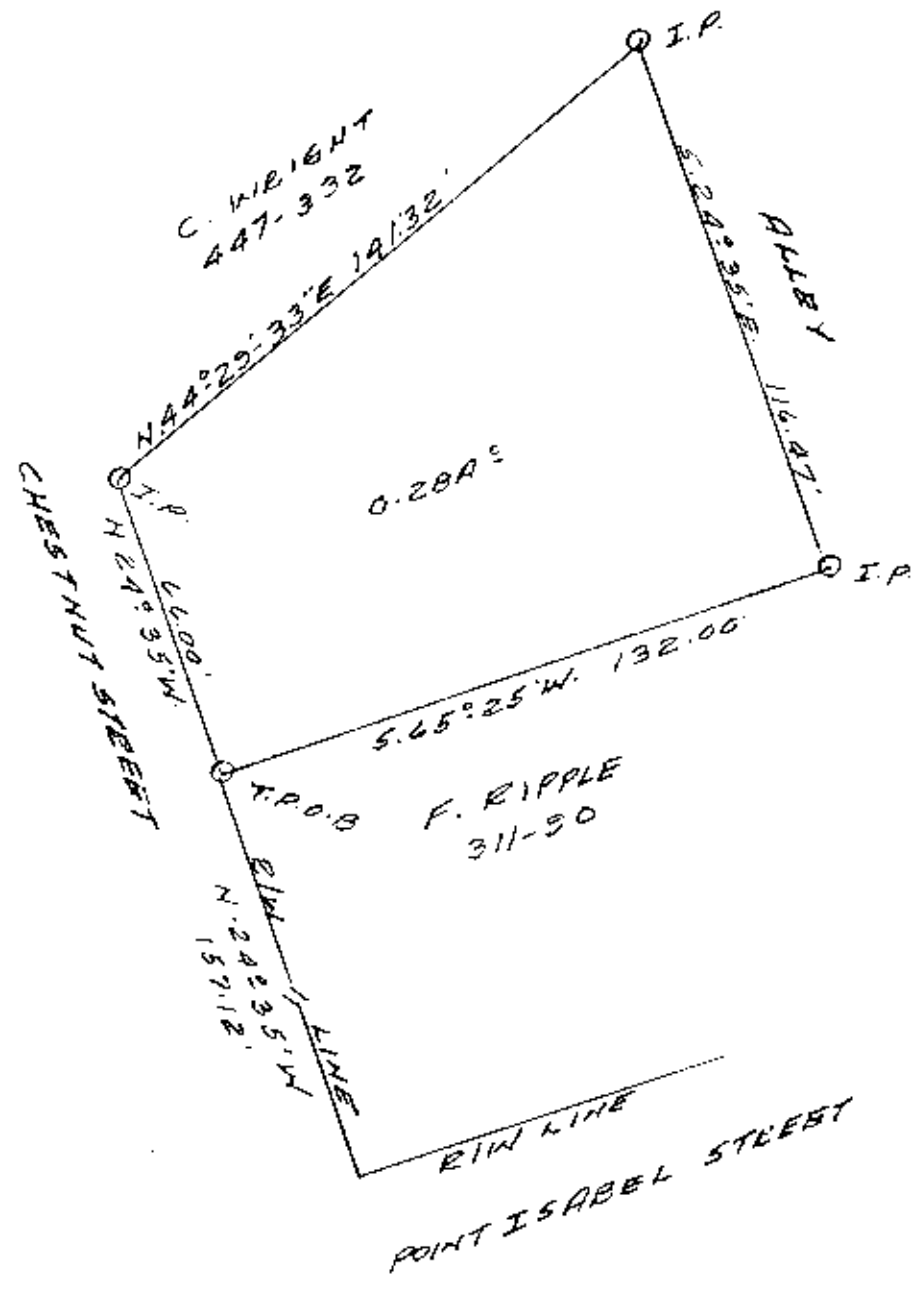 I.P.
C. WRIGHT
447-332
N.44°-29'-33"E 141.32'
S.24°35'E. 116.47'
ALLEY
I.P.
N 24°35'W.
66.00'
CHESTNUT STREET
0.28A^s
I.P.
S.65°25'W. 132.00'
T.P.O.B
F. RIPPLE
311-90
R/W LINE
N.24°35'W
157.12'
R/W LINE
POINT ISABEL STREET